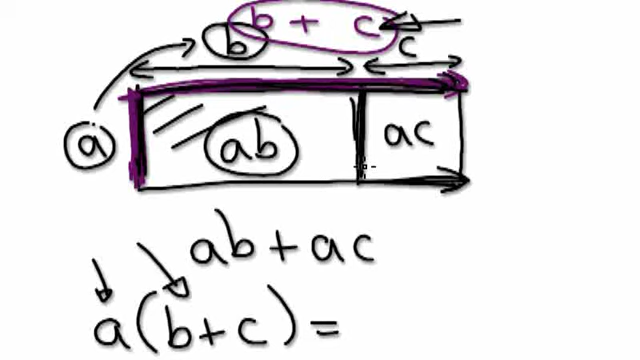 b + c
b c
a ab ac
ab + ac
a(b+c) =